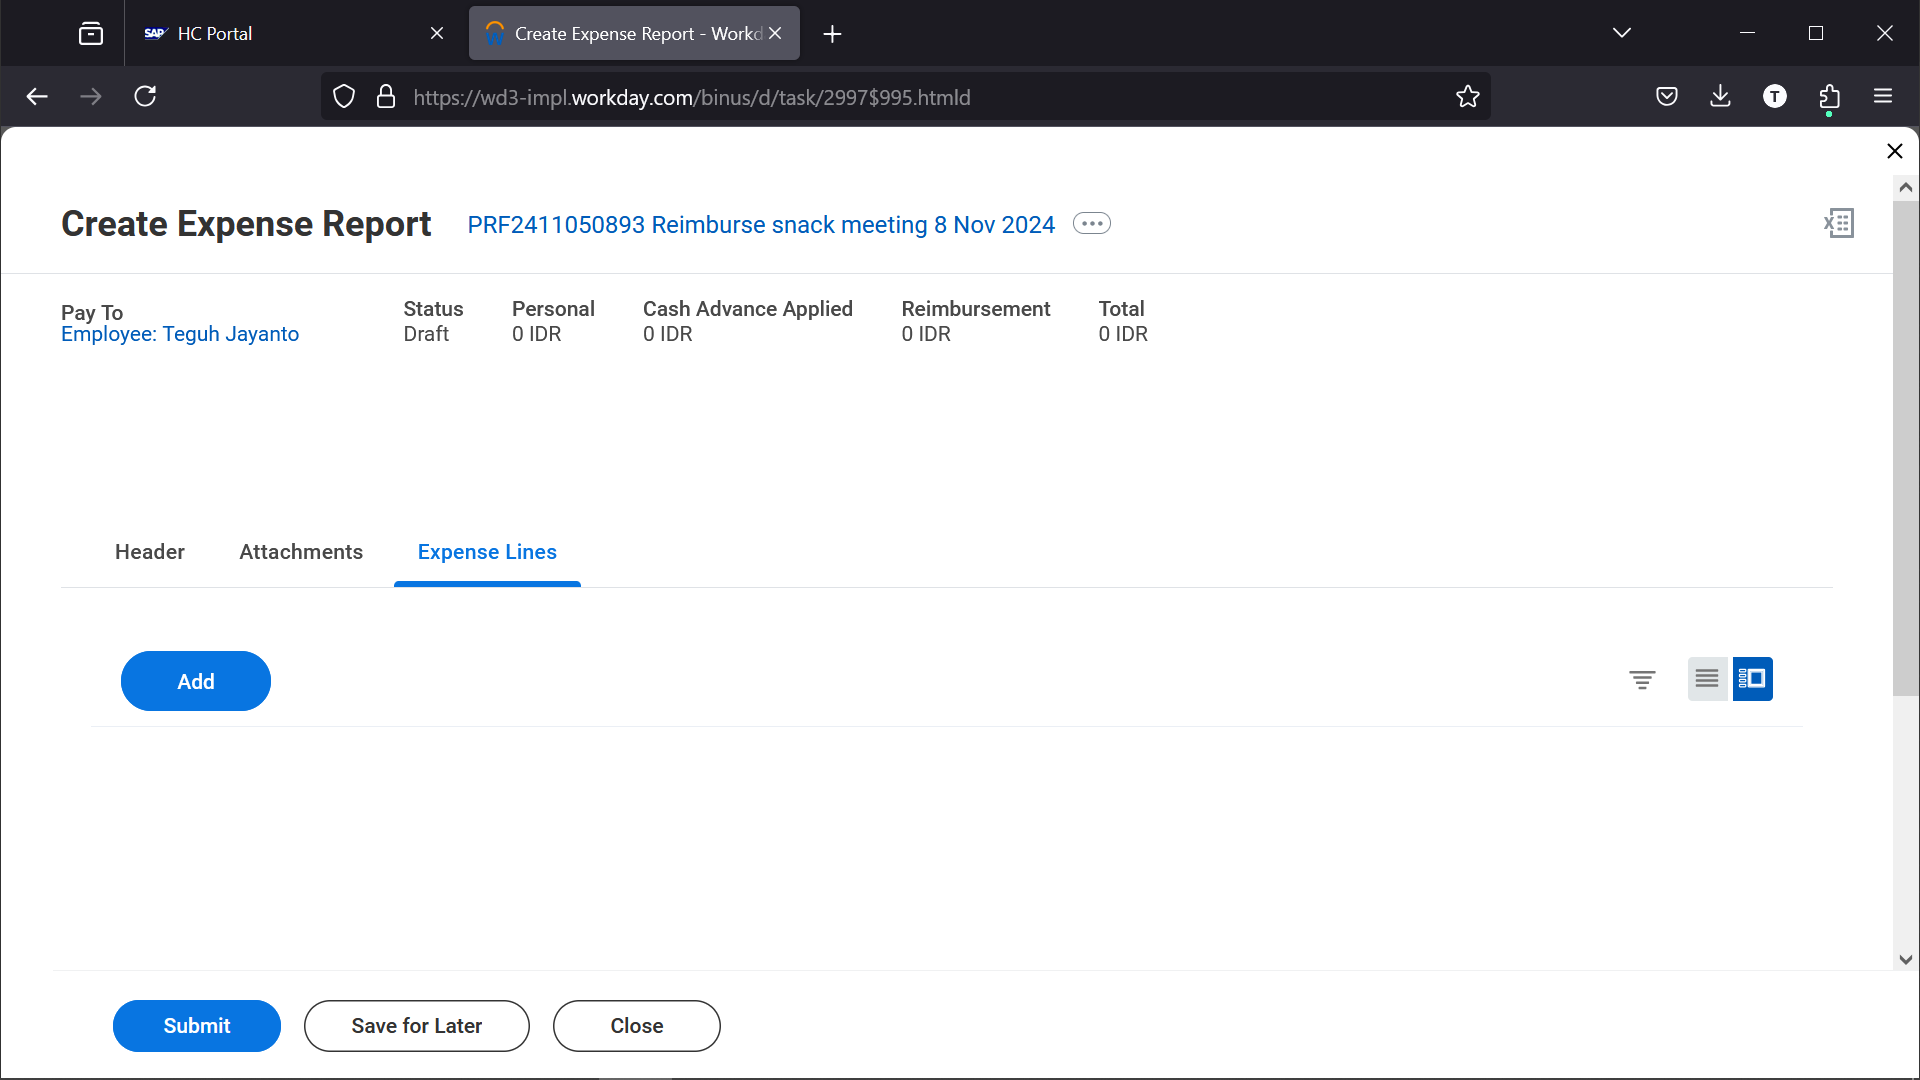 SAP HC Portal
Create Expense Report - Workd
https://wd3-impl.workday.com/binus/d/task/2997$995.htmld
T
Create Expense Report
PRF2411050893 Reimburse snack meeting 8 Nov 2024
X
Pay To
Employee: Teguh Jayanto
Status
Draft
Personal
0 IDR
Cash Advance Applied
0 IDR
Reimbursement
0 IDR
Total
0 IDR
Header
Attachments
Expense Lines
Add
Submit
Save for Later
Close